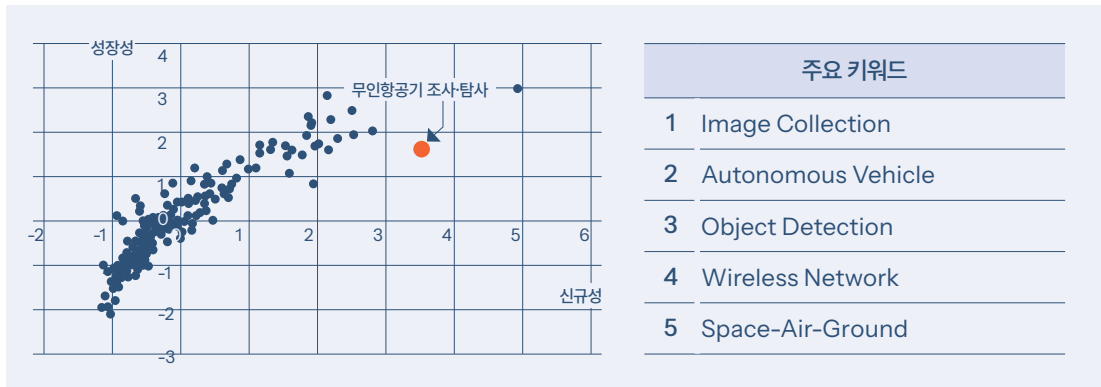 성장성
4
3
무인항공기 조사·탐사
2
1
0
-2
-1
0
1
2
3
4
5
6
-1
신규성
-2
-3
주요 키워드
1 Image Collection
2 Autonomous Vehicle
3 Object Detection
4 Wireless Network
5 Space-Air-Ground